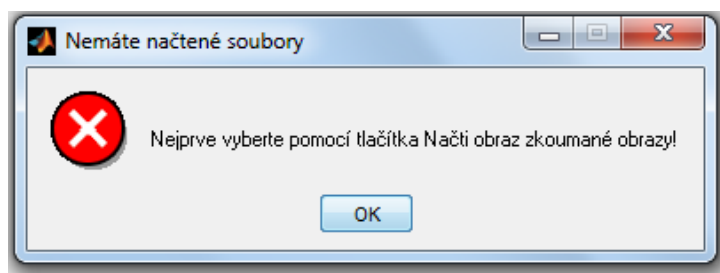 Nemáte načtené soubory
Nejprve vyberte pomocí tlačítka Načti obraz zkoumané obrazy!
OK